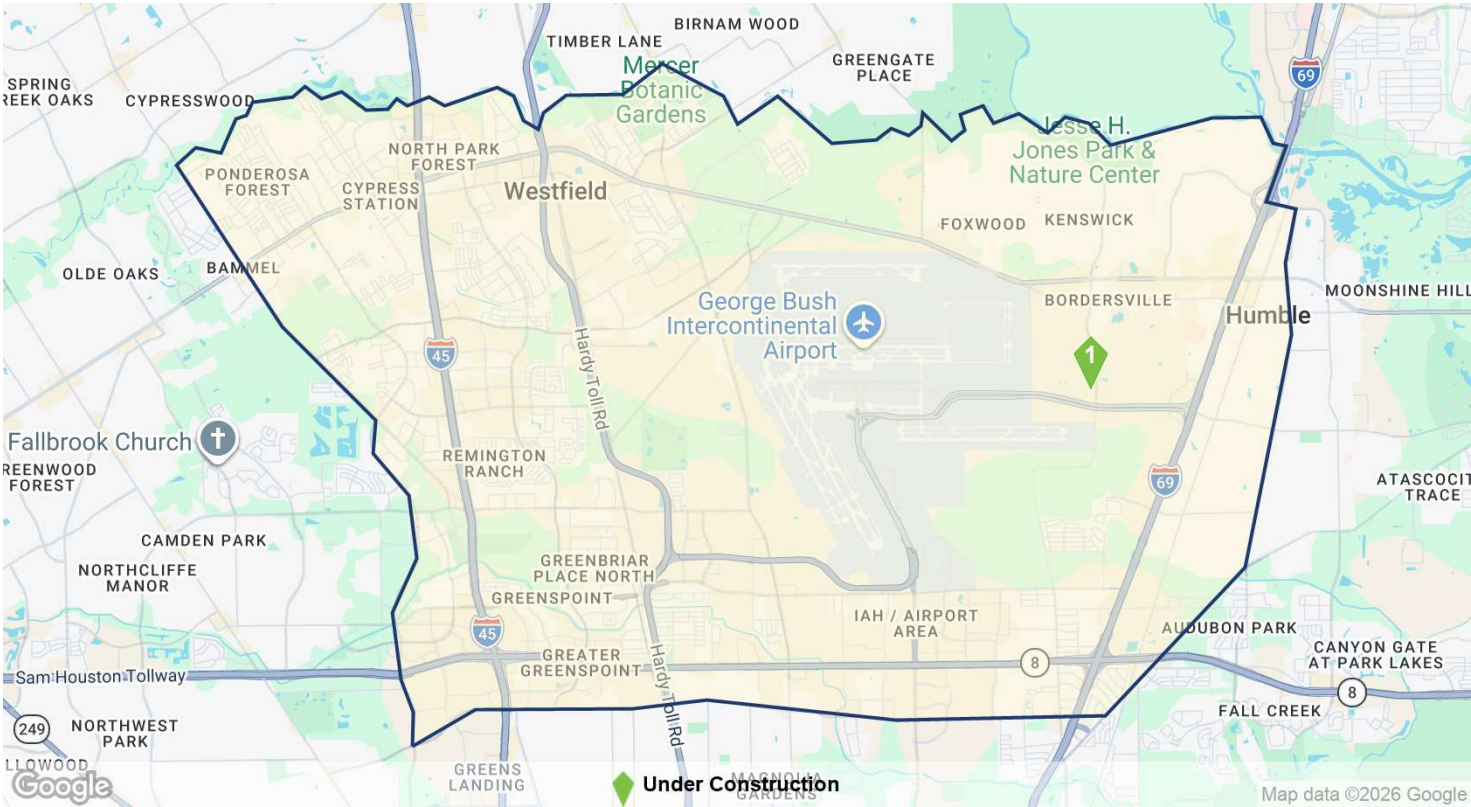 BIRNAM WOOD
TIMBER LANE
GREENGATE
PLACE
Mercer
Botanic
Gardens
69
SPRING
REEK OAKS
CYPRESSWOOD
Jesse H.
Jones Park &
Nature Center
NORTH PARK
FOREST
PONDEROSA
FOREST
CYPRESS
STATION
Westfield
FOXWOOD
KENSWICK
OLDE OAKS
BAMMEL
MOONSHINE HILL
BORDERSVILLE
George Bush
Intercontinental
Airport
Humble
45
Hardy Toll Rd
1
Fallbrook Church
REENWOOD
FOREST
REMINGTON
RANCH
69
ATASCOCIT
TRACE
CAMDEN PARK
NORTHCLIFFE
MANOR
GREENBRIAR
PLACE NORTH
GREENSPOINT
IAH / AIRPORT
AREA
45
AUDUBON PARK
GREATER
GREENSPOINT
8
CANYON GATE
AT PARK LAKES
Sam Houston Tollway
Hardy Toll Rd
8
FALL CREEK
249
NORTHWEST
PARK
LLOWOOD
GREENS
LANDING
MAGNOLIA
GARDENS
Under Construction
Google
Map data ©2026 Google